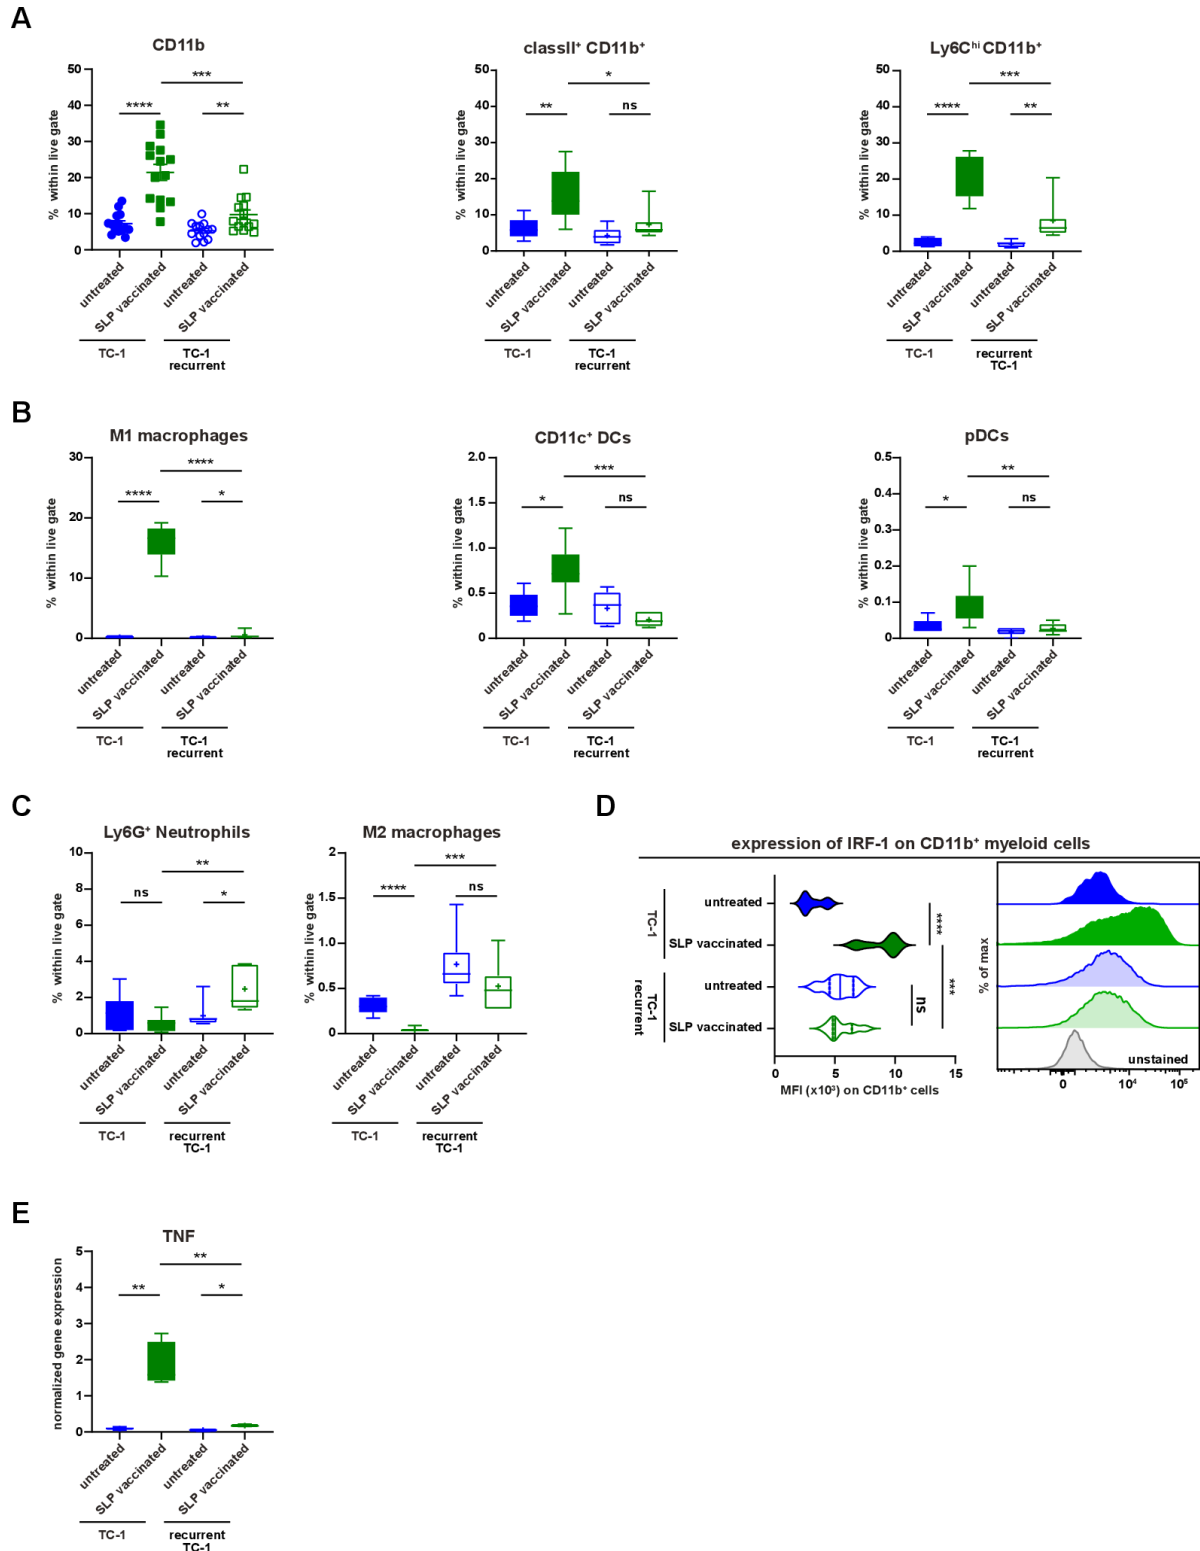 A
CD11b
% within live gate
50
40
30
20
10
0
****
***
**
untreated
SLP vaccinated
untreated
SLP vaccinated
TC-1
TC-1
recurrent
classII⁺ CD11b⁺
% within live gate
50
40
30
20
10
0
**
*
ns
untreated
SLP vaccinated
untreated
SLP vaccinated
TC-1
TC-1
recurrent
Ly6Cʰⁱ CD11b⁺
% within live gate
50
40
30
20
10
0
****
***
**
untreated
SLP vaccinated
untreated
SLP vaccinated
TC-1
recurrent
TC-1
B
M1 macrophages
% within live gate
30
20
10
0
****
****
*
untreated
SLP vaccinated
untreated
SLP vaccinated
TC-1
TC-1
recurrent
CD11c⁺ DCs
% within live gate
2.0
1.5
1.0
0.5
0
*
***
ns
untreated
SLP vaccinated
untreated
SLP vaccinated
TC-1
TC-1
recurrent
pDCs
% within live gate
0.5
0.4
0.3
0.2
0.1
0
*
**
ns
untreated
SLP vaccinated
untreated
SLP vaccinated
TC-1
TC-1
recurrent
C
Ly6G⁺ Neutrophils
% within live gate
10
8
6
4
2
0
ns
**
*
untreated
SLP vaccinated
untreated
SLP vaccinated
TC-1
recurrent
TC-1
M2 macrophages
% within live gate
2
1.5
1.0
0.5
0
****
***
ns
untreated
SLP vaccinated
untreated
SLP vaccinated
TC-1
recurrent
TC-1
D
expression of IRF-1 on CD11b⁺ myeloid cells
TC-1
untreated
SLP vaccinated
TC-1
recurrent
untreated
SLP vaccinated
****
***
ns
0 5 10 15
MFI (x10³) on CD11b⁺ cells
% of max
unstained
0 10⁴ 10⁵
E
TNF
normalized gene expression
5
4
3
2
1
0
**
**
*
untreated
SLP vaccinated
untreated
SLP vaccinated
TC-1
recurrent
TC-1